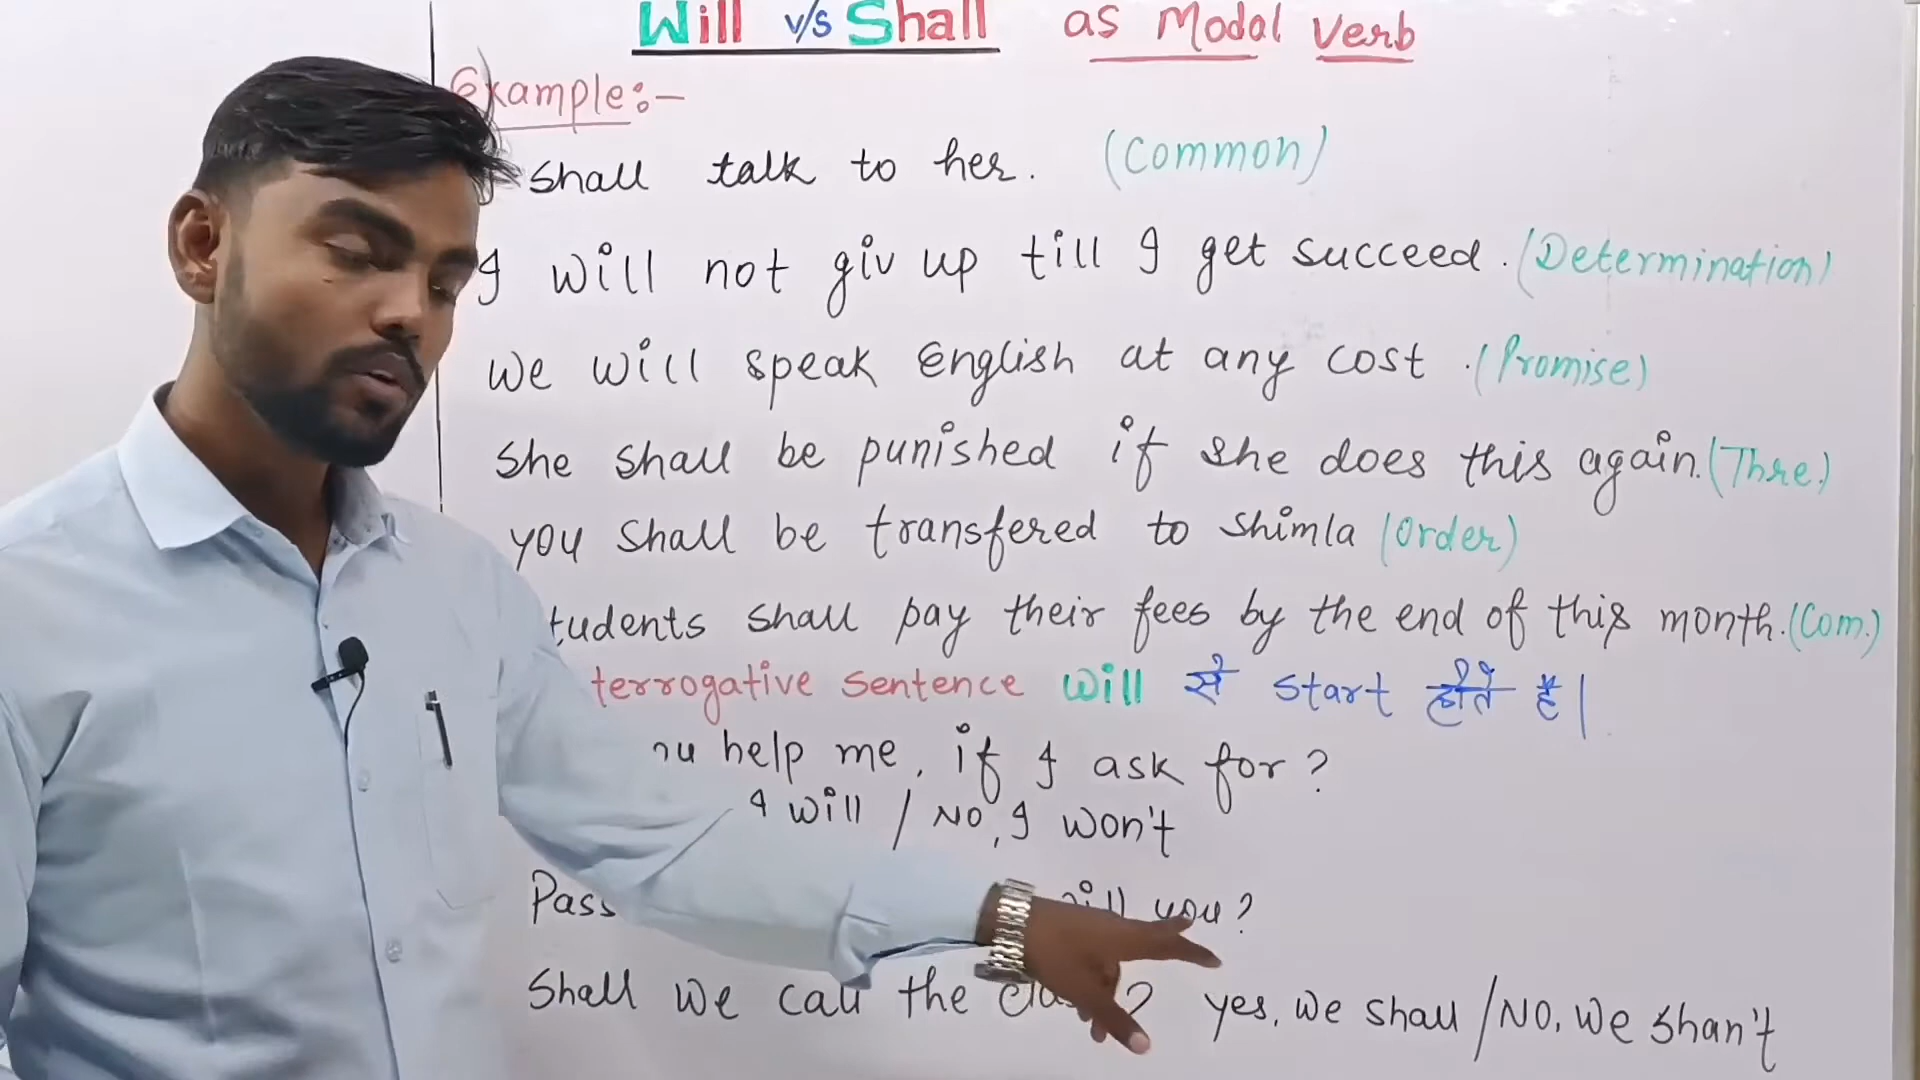 Will v/s Shall as Modal Verb
Example:-
I shall talk to her. (Common)
I will not giv up till I get succeed. (Determination)
We will speak English at any cost. (Promise)
She shall be punished if she does this again. (Thre.)
you shall be transfered to Shimla (Order)
tudents shall pay their fees by the end of this month. (Com.)
terrogative sentence will से start होते हैं|
help me, if I ask for?
I will / No, I won't
Pass will you?
Shall we call the ? yes, we shall / No, we shan't